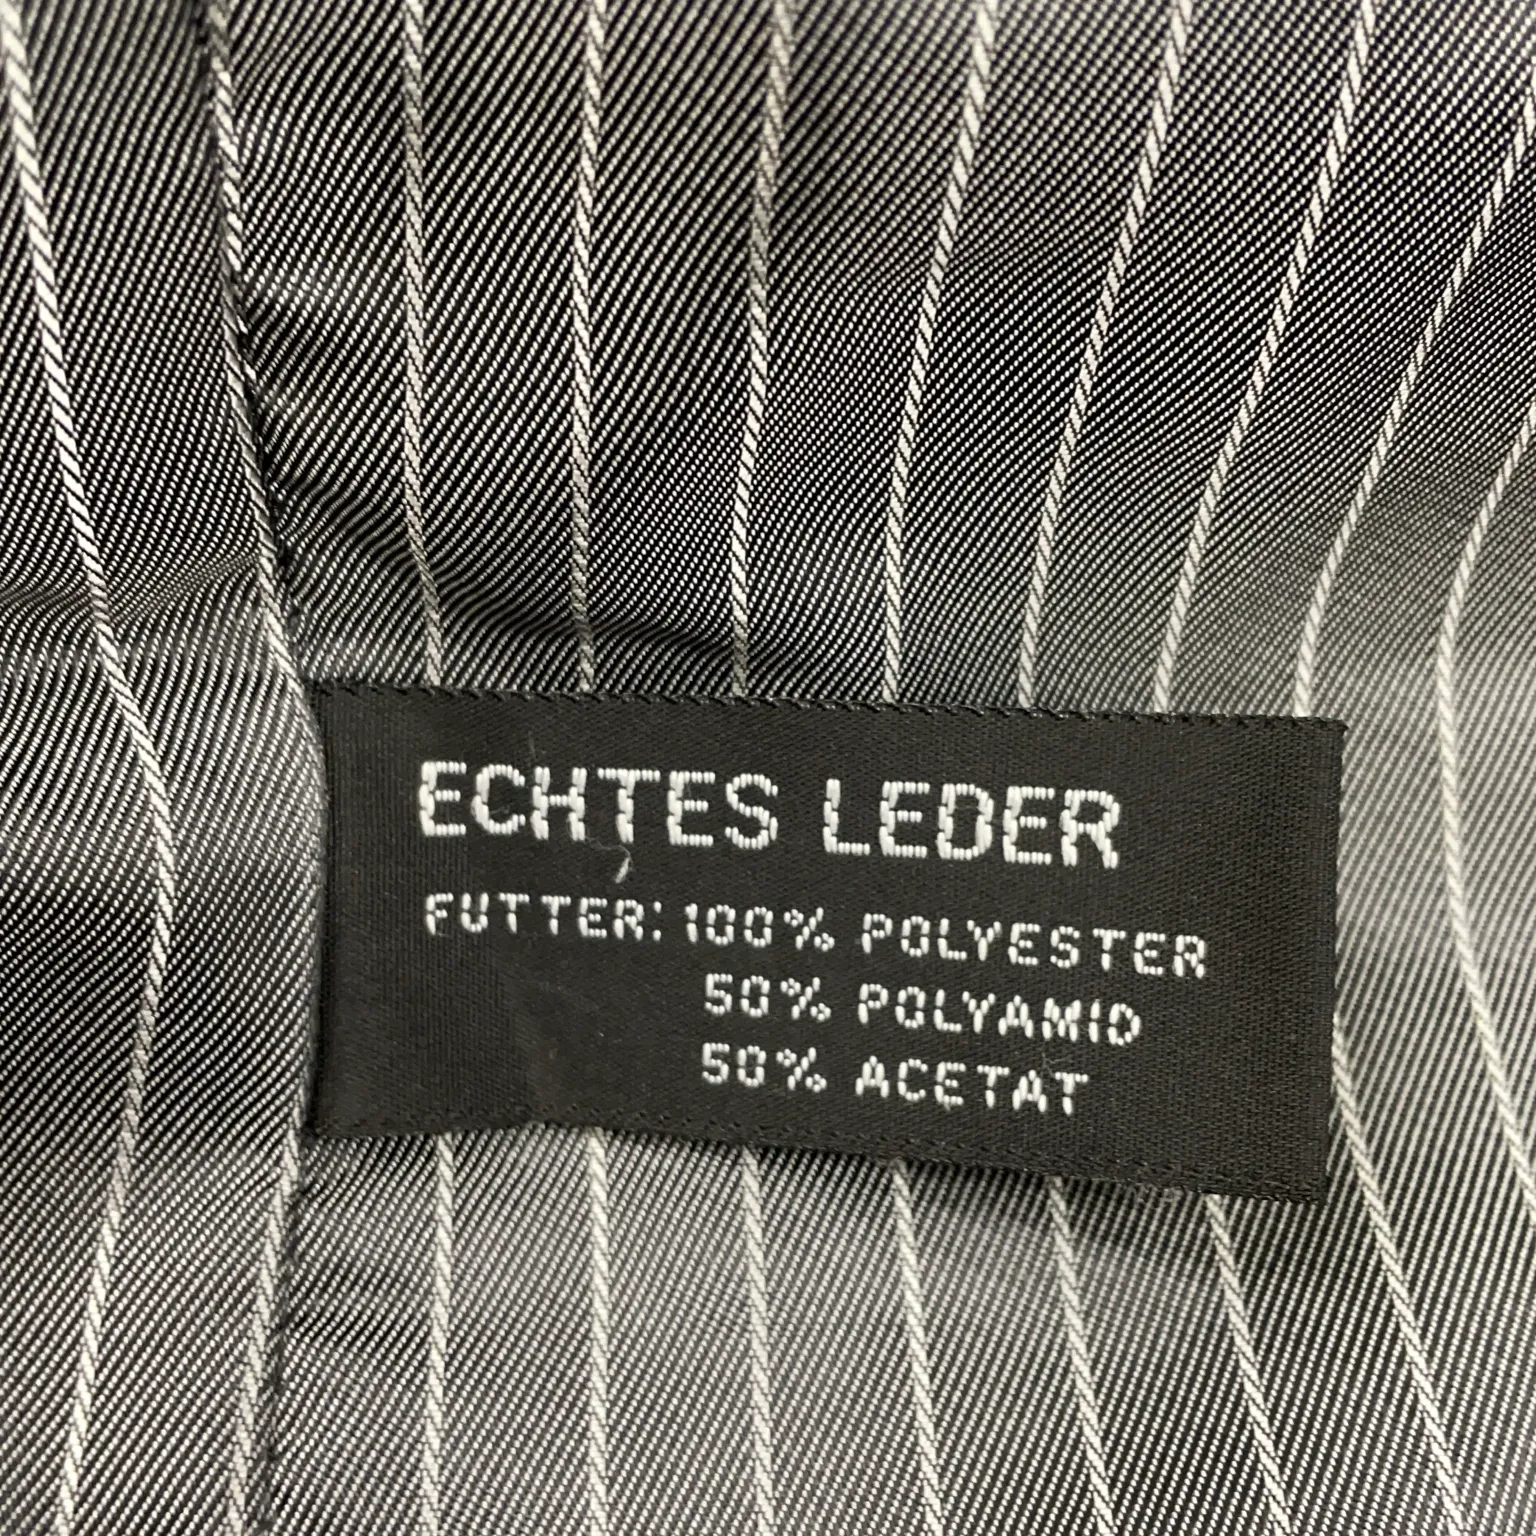 ECHTES LEDER
FUTTER: 100% POLYESTER
50% POLYAMID
50% ACETAT